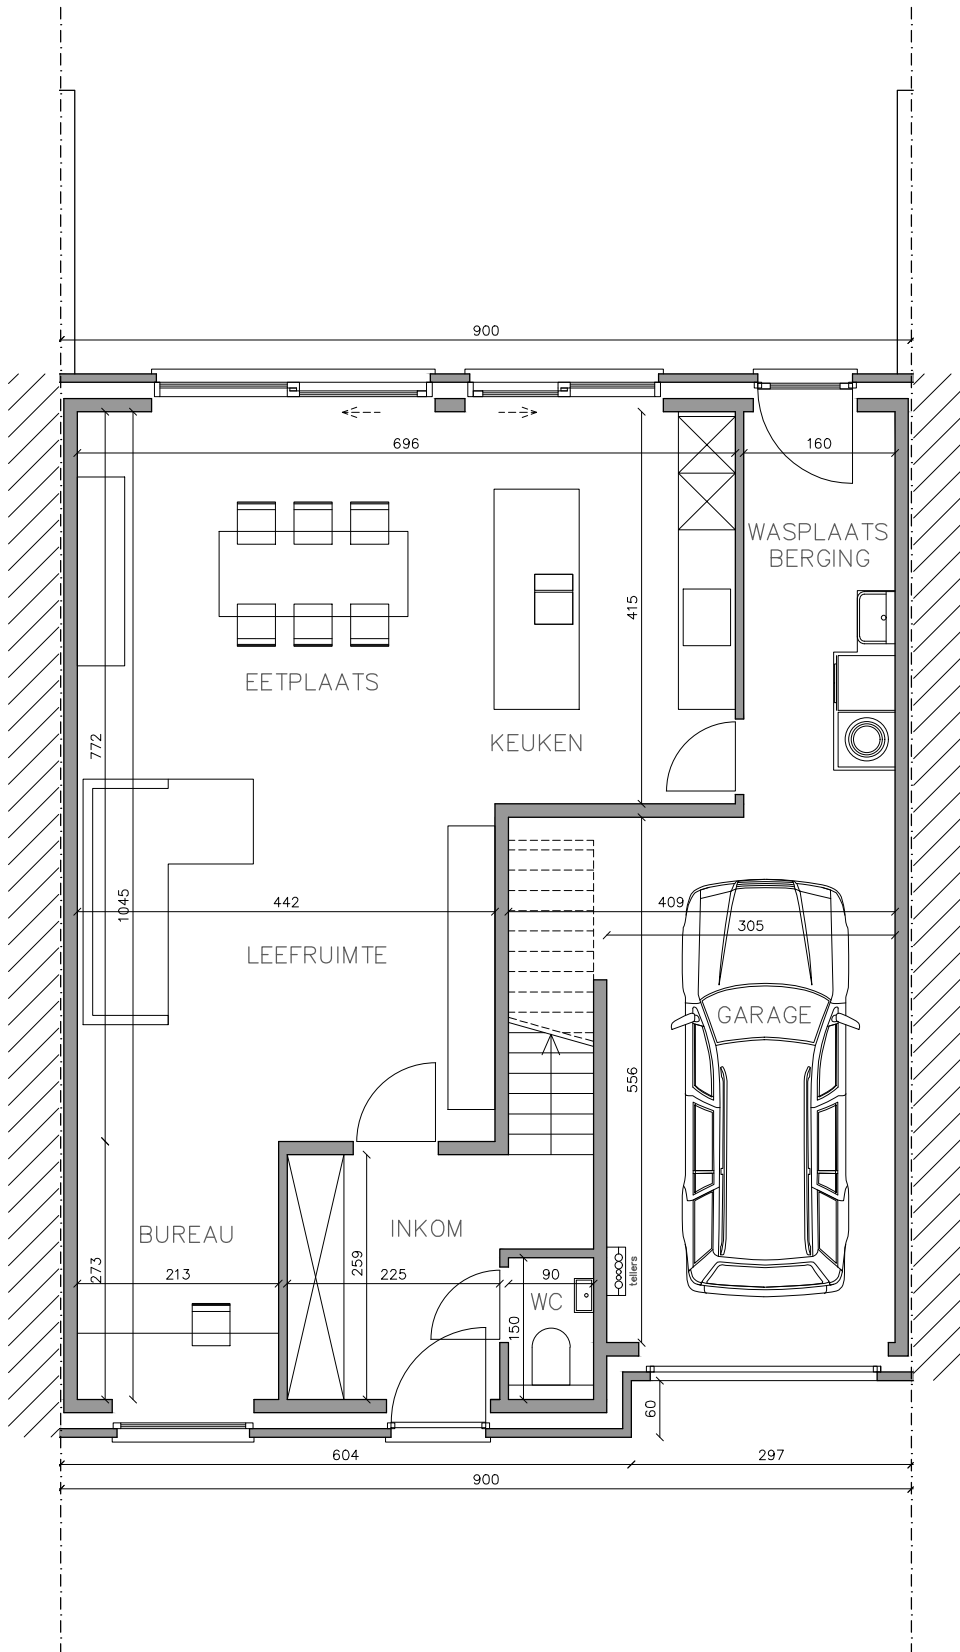 900
696
160
WASPLAATS
BERGING
415
EETPLAATS
KEUKEN
772
1045
442
409
305
LEEFRUIMTE
GARAGE
556
BUREAU
INKOM
273
213
259
225
90
tellers
WC
150
60
604
297
900